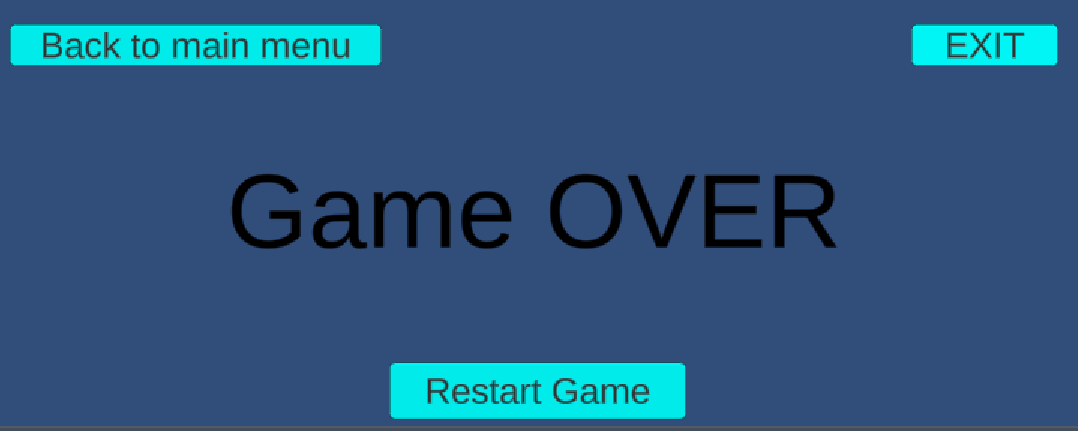 Back to main menu
EXIT
Game OVER
Restart Game